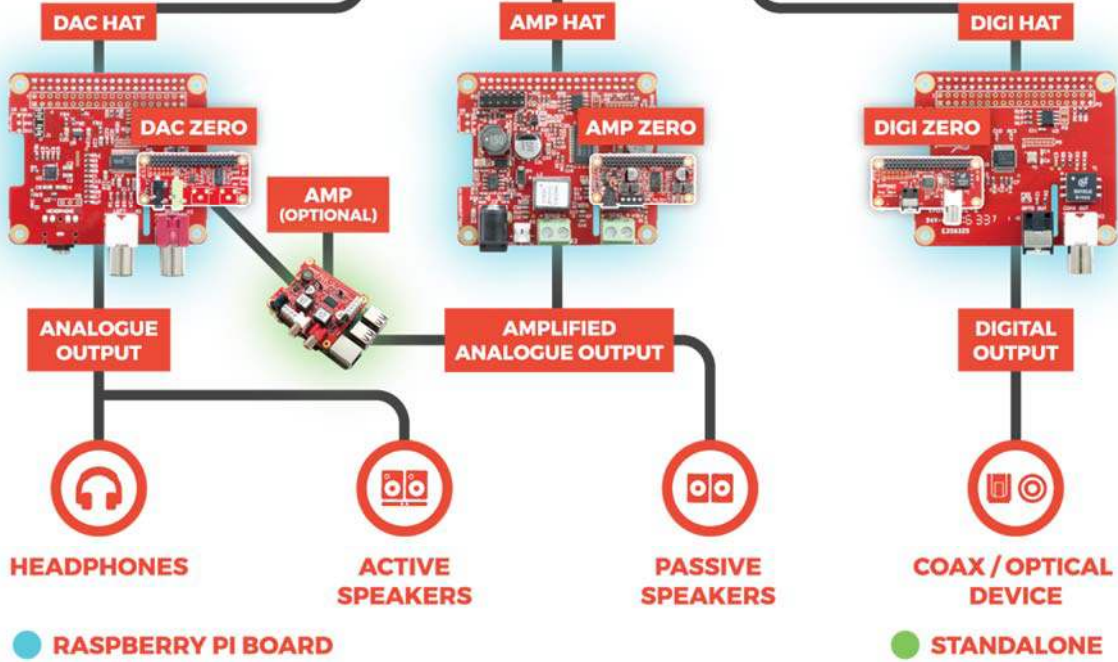 DAC HAT
AMP HAT
DIGI HAT
DAC ZERO
AMP ZERO
DIGI ZERO
AMP
(OPTIONAL)
ANALOGUE
OUTPUT
AMPLIFIED
ANALOGUE OUTPUT
DIGITAL
OUTPUT
HEADPHONES
ACTIVE
SPEAKERS
PASSIVE
SPEAKERS
COAX / OPTICAL
DEVICE
RASPBERRY PI BOARD
STANDALONE